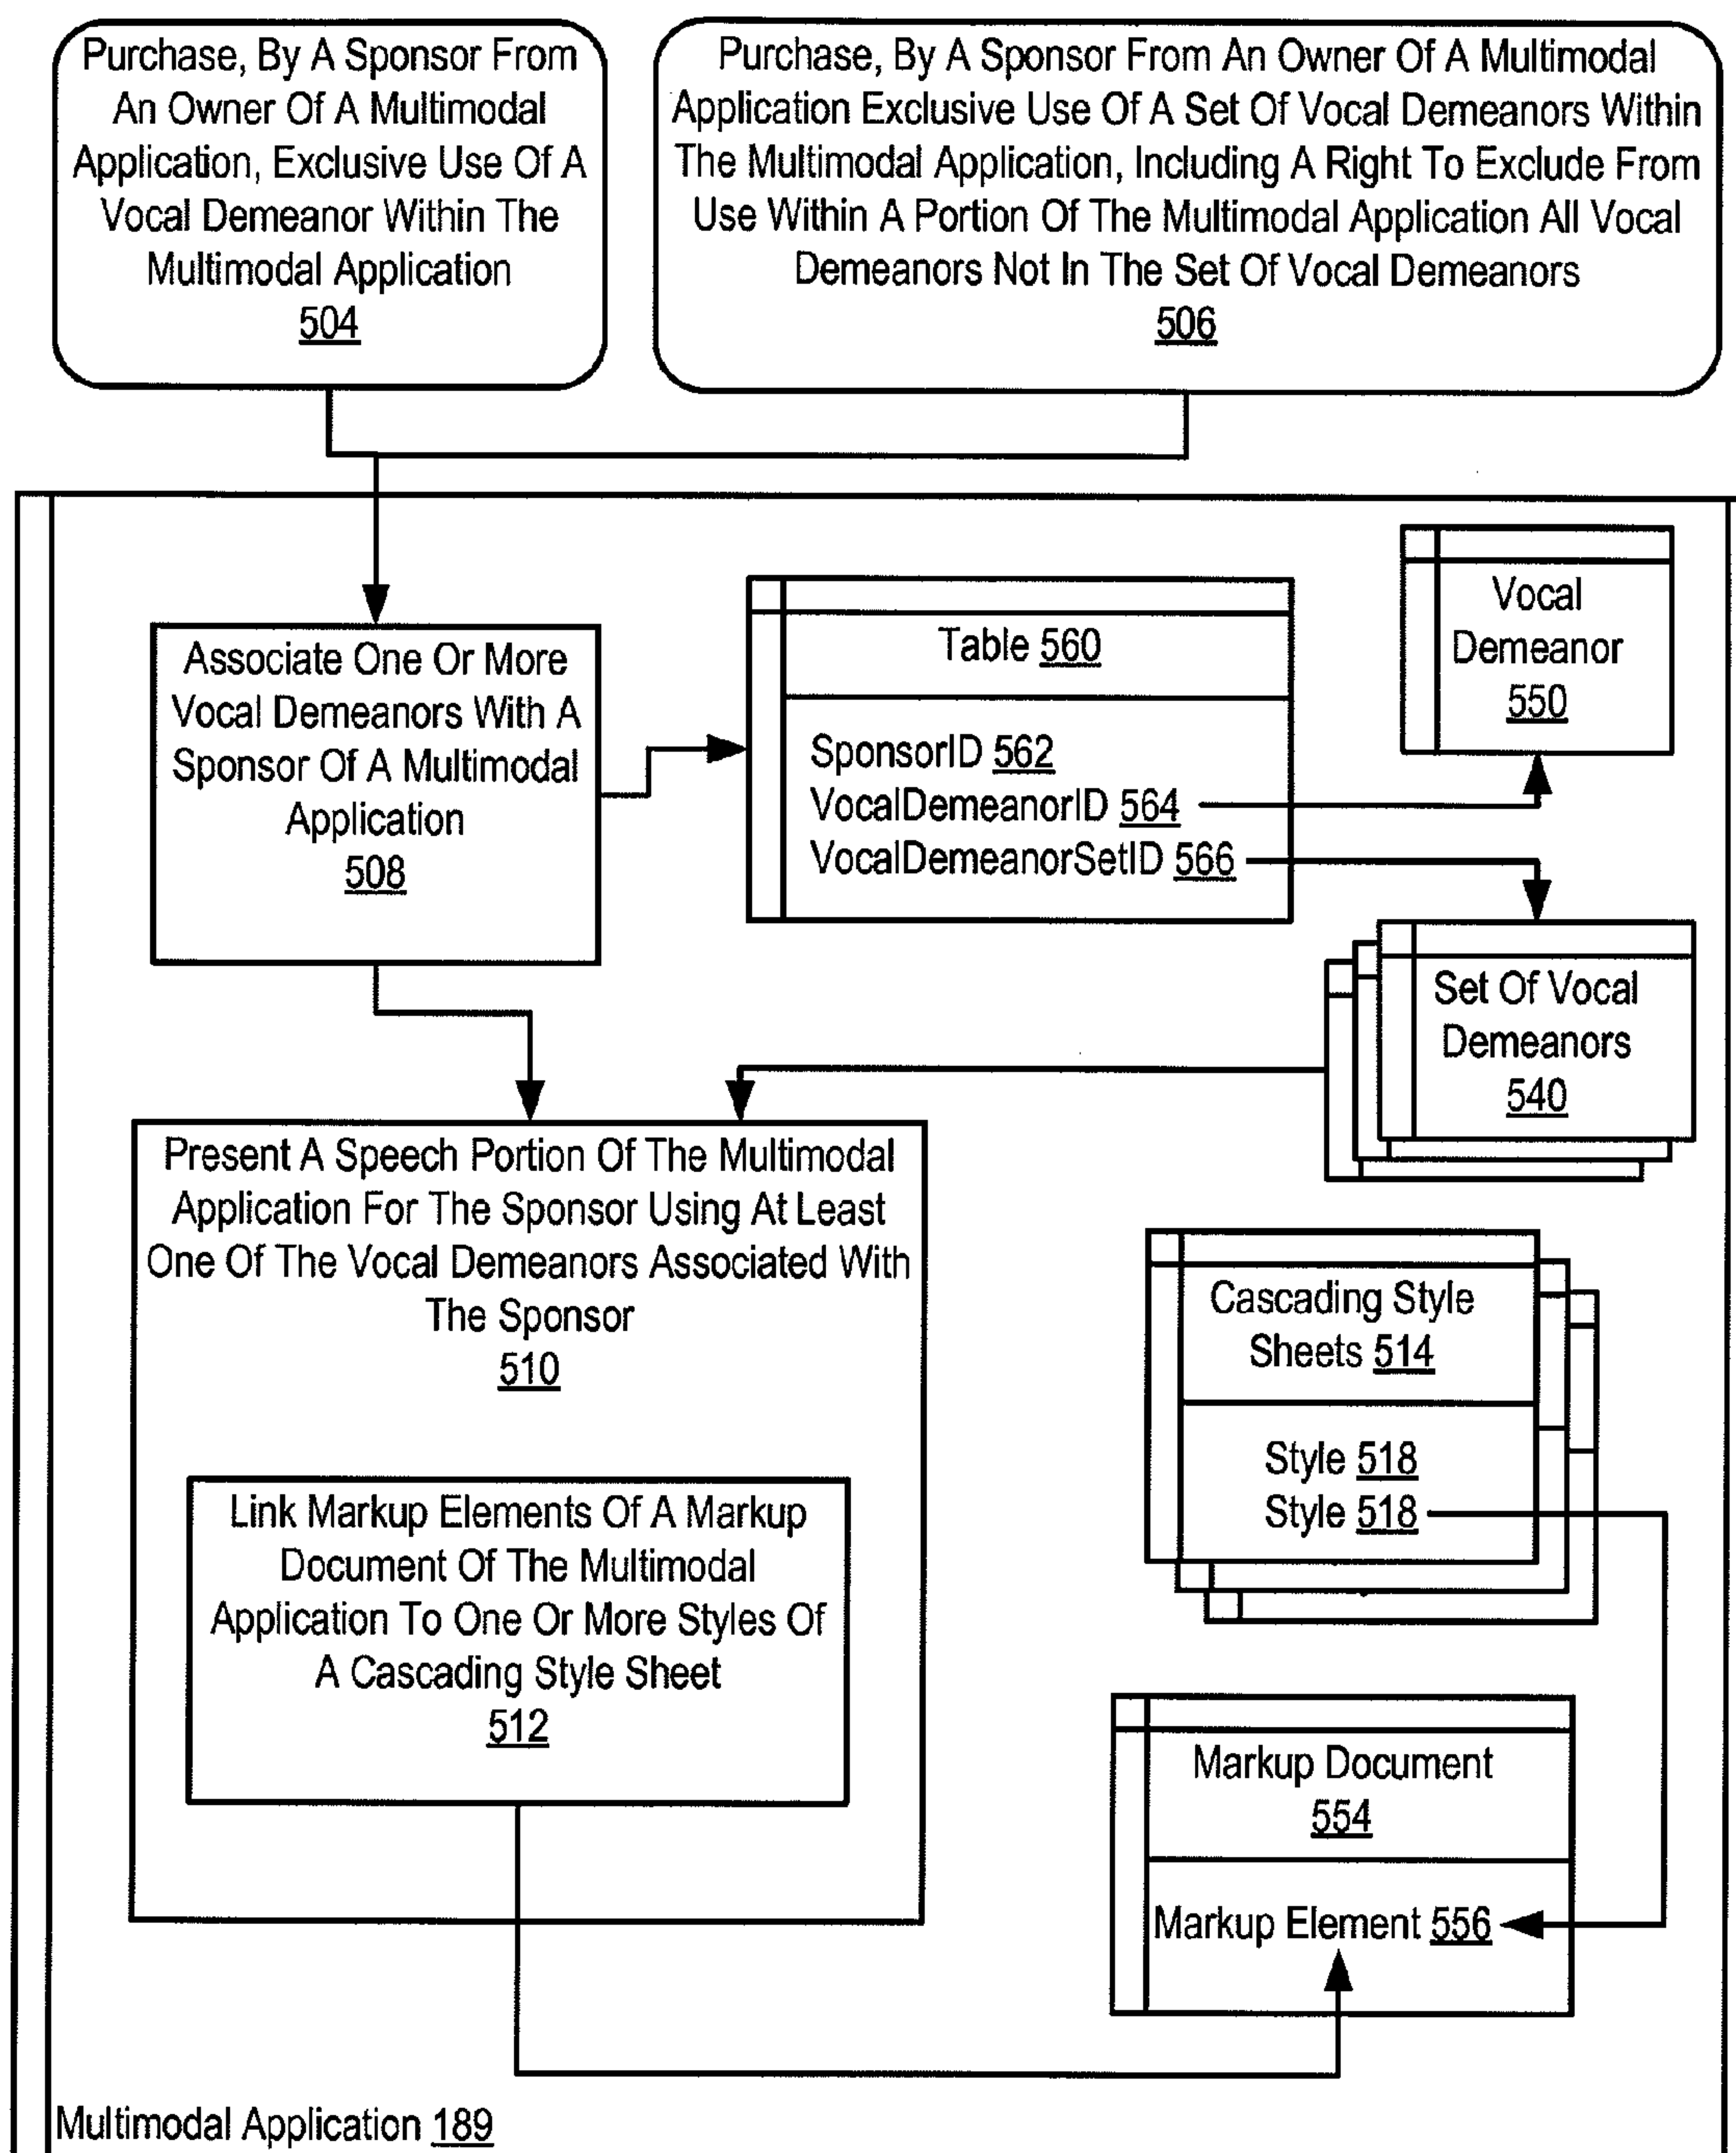 Purchase, By A Sponsor From
An Owner Of A Multimodal
Application, Exclusive Use Of A
Vocal Demeanor Within The
Multimodal Application
504
Purchase, By A Sponsor From An Owner Of A Multimodal
Application Exclusive Use Of A Set Of Vocal Demeanors Within
The Multimodal Application, Including A Right To Exclude From
Use Within A Portion Of The Multimodal Application All Vocal
Demeanors Not In The Set Of Vocal Demeanors
506
Associate One Or More
Vocal Demeanors With A
Sponsor Of A Multimodal
Application
508
Table 560
SponsorID 562
VocalDemeanorID 564
VocalDemeanorSetID 566
Vocal
Demeanor
550
Set Of Vocal
Demeanors
540
Present A Speech Portion Of The Multimodal
Application For The Sponsor Using At Least
One Of The Vocal Demeanors Associated With
The Sponsor
510
Link Markup Elements Of A Markup
Document Of The Multimodal
Application To One Or More Styles Of
A Cascading Style Sheet
512
Cascading Style
Sheets 514
Style 518
Style 518
Markup Document
554
Markup Element 556
Multimodal Application 189